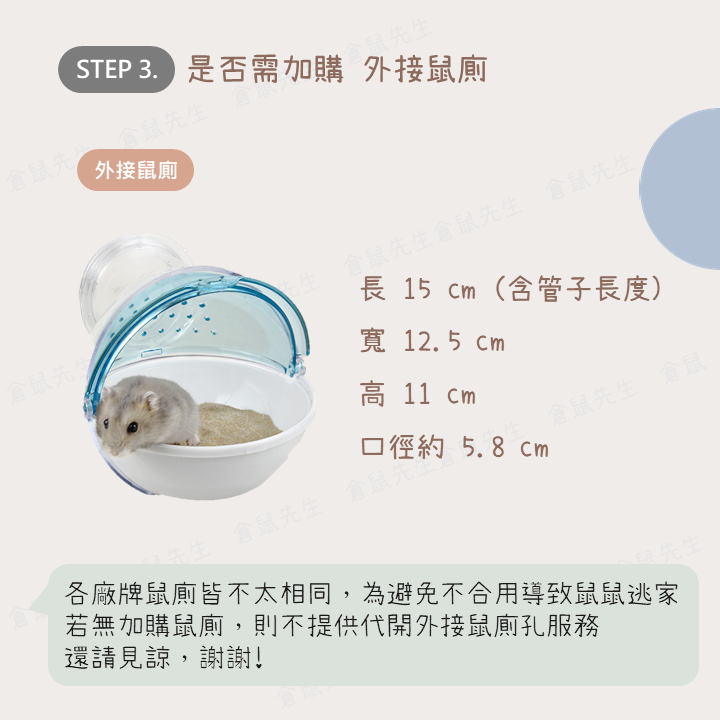 STEP 3. 是否需加購 外接鼠廁
外接鼠廁
長 15 cm (含管子長度)
寬 12.5 cm
高 11 cm
口徑約 5.8 cm
各廠牌鼠廁皆不太相同，為避免不合用導致鼠鼠逃家
若無加購鼠廁，則不提供代開外接鼠廁孔服務
還請見諒，謝謝!
倉鼠先生